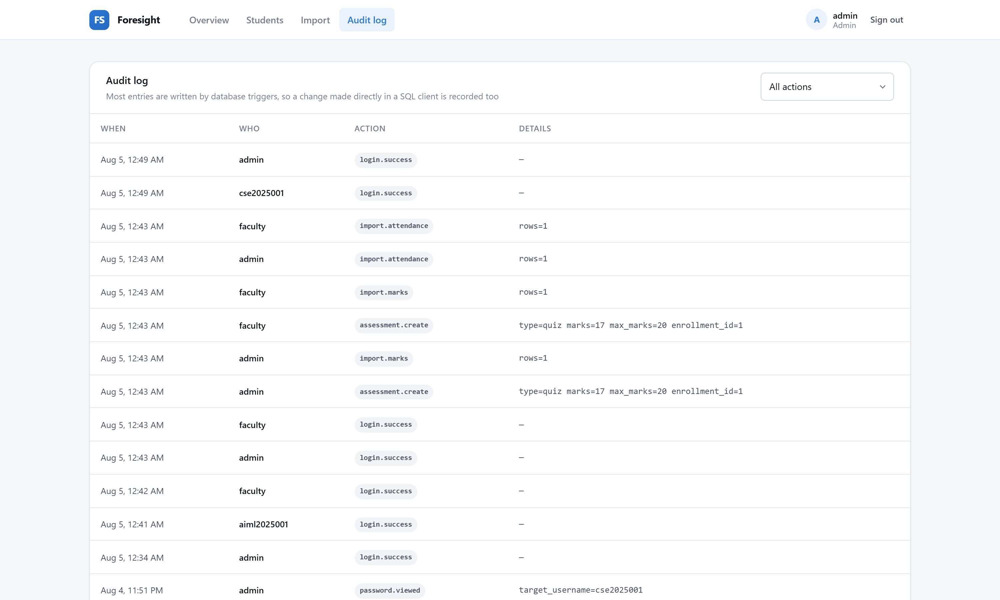 FS Foresight Overview Students Import Audit log A admin Sign out
Admin
Audit log
Most entries are written by database triggers, so a change made directly in a SQL client is recorded too
All actions
WHEN WHO ACTION DETAILS
Aug 5, 12:49 AM admin login.success —
Aug 5, 12:49 AM cse2025001 login.success —
Aug 5, 12:43 AM faculty import.attendance rows=1
Aug 5, 12:43 AM admin import.attendance rows=1
Aug 5, 12:43 AM faculty import.marks rows=1
Aug 5, 12:43 AM faculty assessment.create type=quiz marks=17 max_marks=20 enrollment_id=1
Aug 5, 12:43 AM admin import.marks rows=1
Aug 5, 12:43 AM admin assessment.create type=quiz marks=17 max_marks=20 enrollment_id=1
Aug 5, 12:43 AM faculty login.success —
Aug 5, 12:43 AM admin login.success —
Aug 5, 12:42 AM faculty login.success —
Aug 5, 12:41 AM aiml2025001 login.success —
Aug 5, 12:34 AM admin login.success —
Aug 4, 11:51 PM admin password.viewed target_username=cse2025001